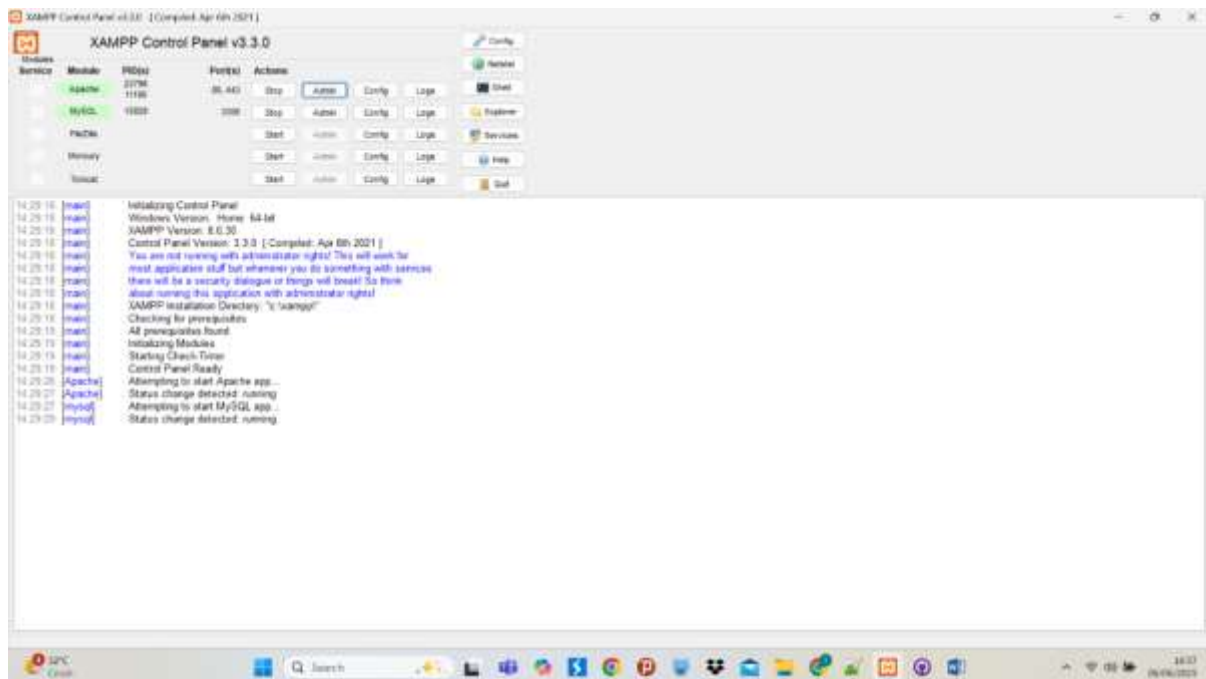 XAMPP Control Panel v3.3.0 [ Compiled: Apr 6th 2021 ]
XAMPP Control Panel v3.3.0
Config
Modules
Service Module PID(s) Port(s) Actions
Netstat
Apache 80, 443 Stop Admin Config Logs
Shell
MySQL Stop Admin Config Logs
Explorer
FileZilla Start Admin Config Logs
Services
Mercury Start Admin Config Logs
Help
Tomcat Start Admin Config Logs
Quit
[main] Initializing Control Panel
[main] Windows Version: Home 64-bit
[main] XAMPP Version: 8.0.30
[main] Control Panel Version: 3.3.0 [ Compiled: Apr 6th 2021 ]
[main] You are not running with administrator rights! This will work for
[main] most application stuff but whenever you do something with services
[main] there will be a security dialogue or things will break! So think
[main] about running this application with administrator rights!
[main] XAMPP Installation Directory: "c:\xampp\"
[main] Checking for prerequisites
[main] All prerequisites found
[main] Initializing Modules
[main] Starting Check-Timer
[main] Control Panel Ready
[Apache] Attempting to start Apache app...
[Apache] Status change detected: running
[mysql] Attempting to start MySQL app...
[mysql] Status change detected: running
32°C
Search